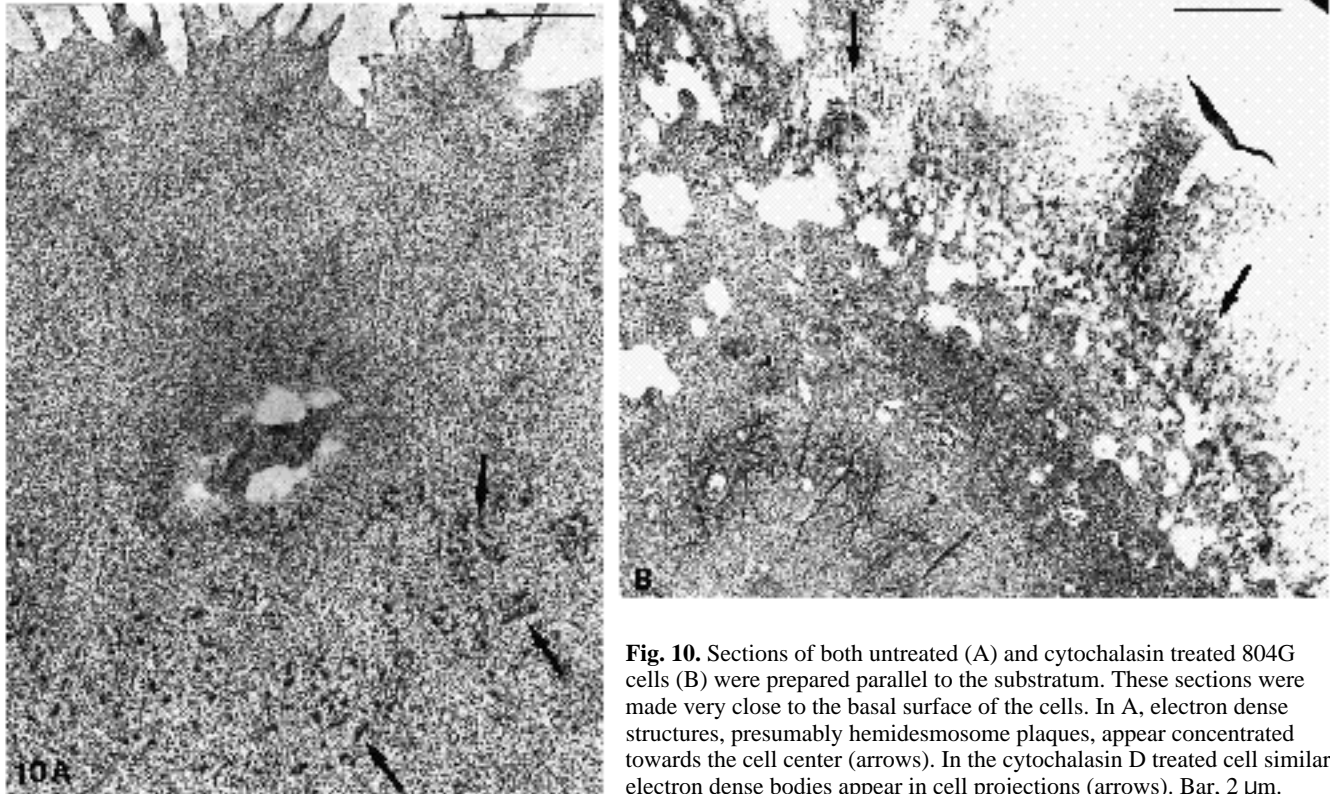 10A
B
Fig. 10. Sections of both untreated (A) and cytochalasin treated 804G
cells (B) were prepared parallel to the substratum. These sections were
made very close to the basal surface of the cells. In A, electron dense
structures, presumably hemidesmosome plaques, appear concentrated
towards the cell center (arrows). In the cytochalasin D treated cell similar
electron dense bodies appear in cell projections (arrows). Bar, 2 μm.